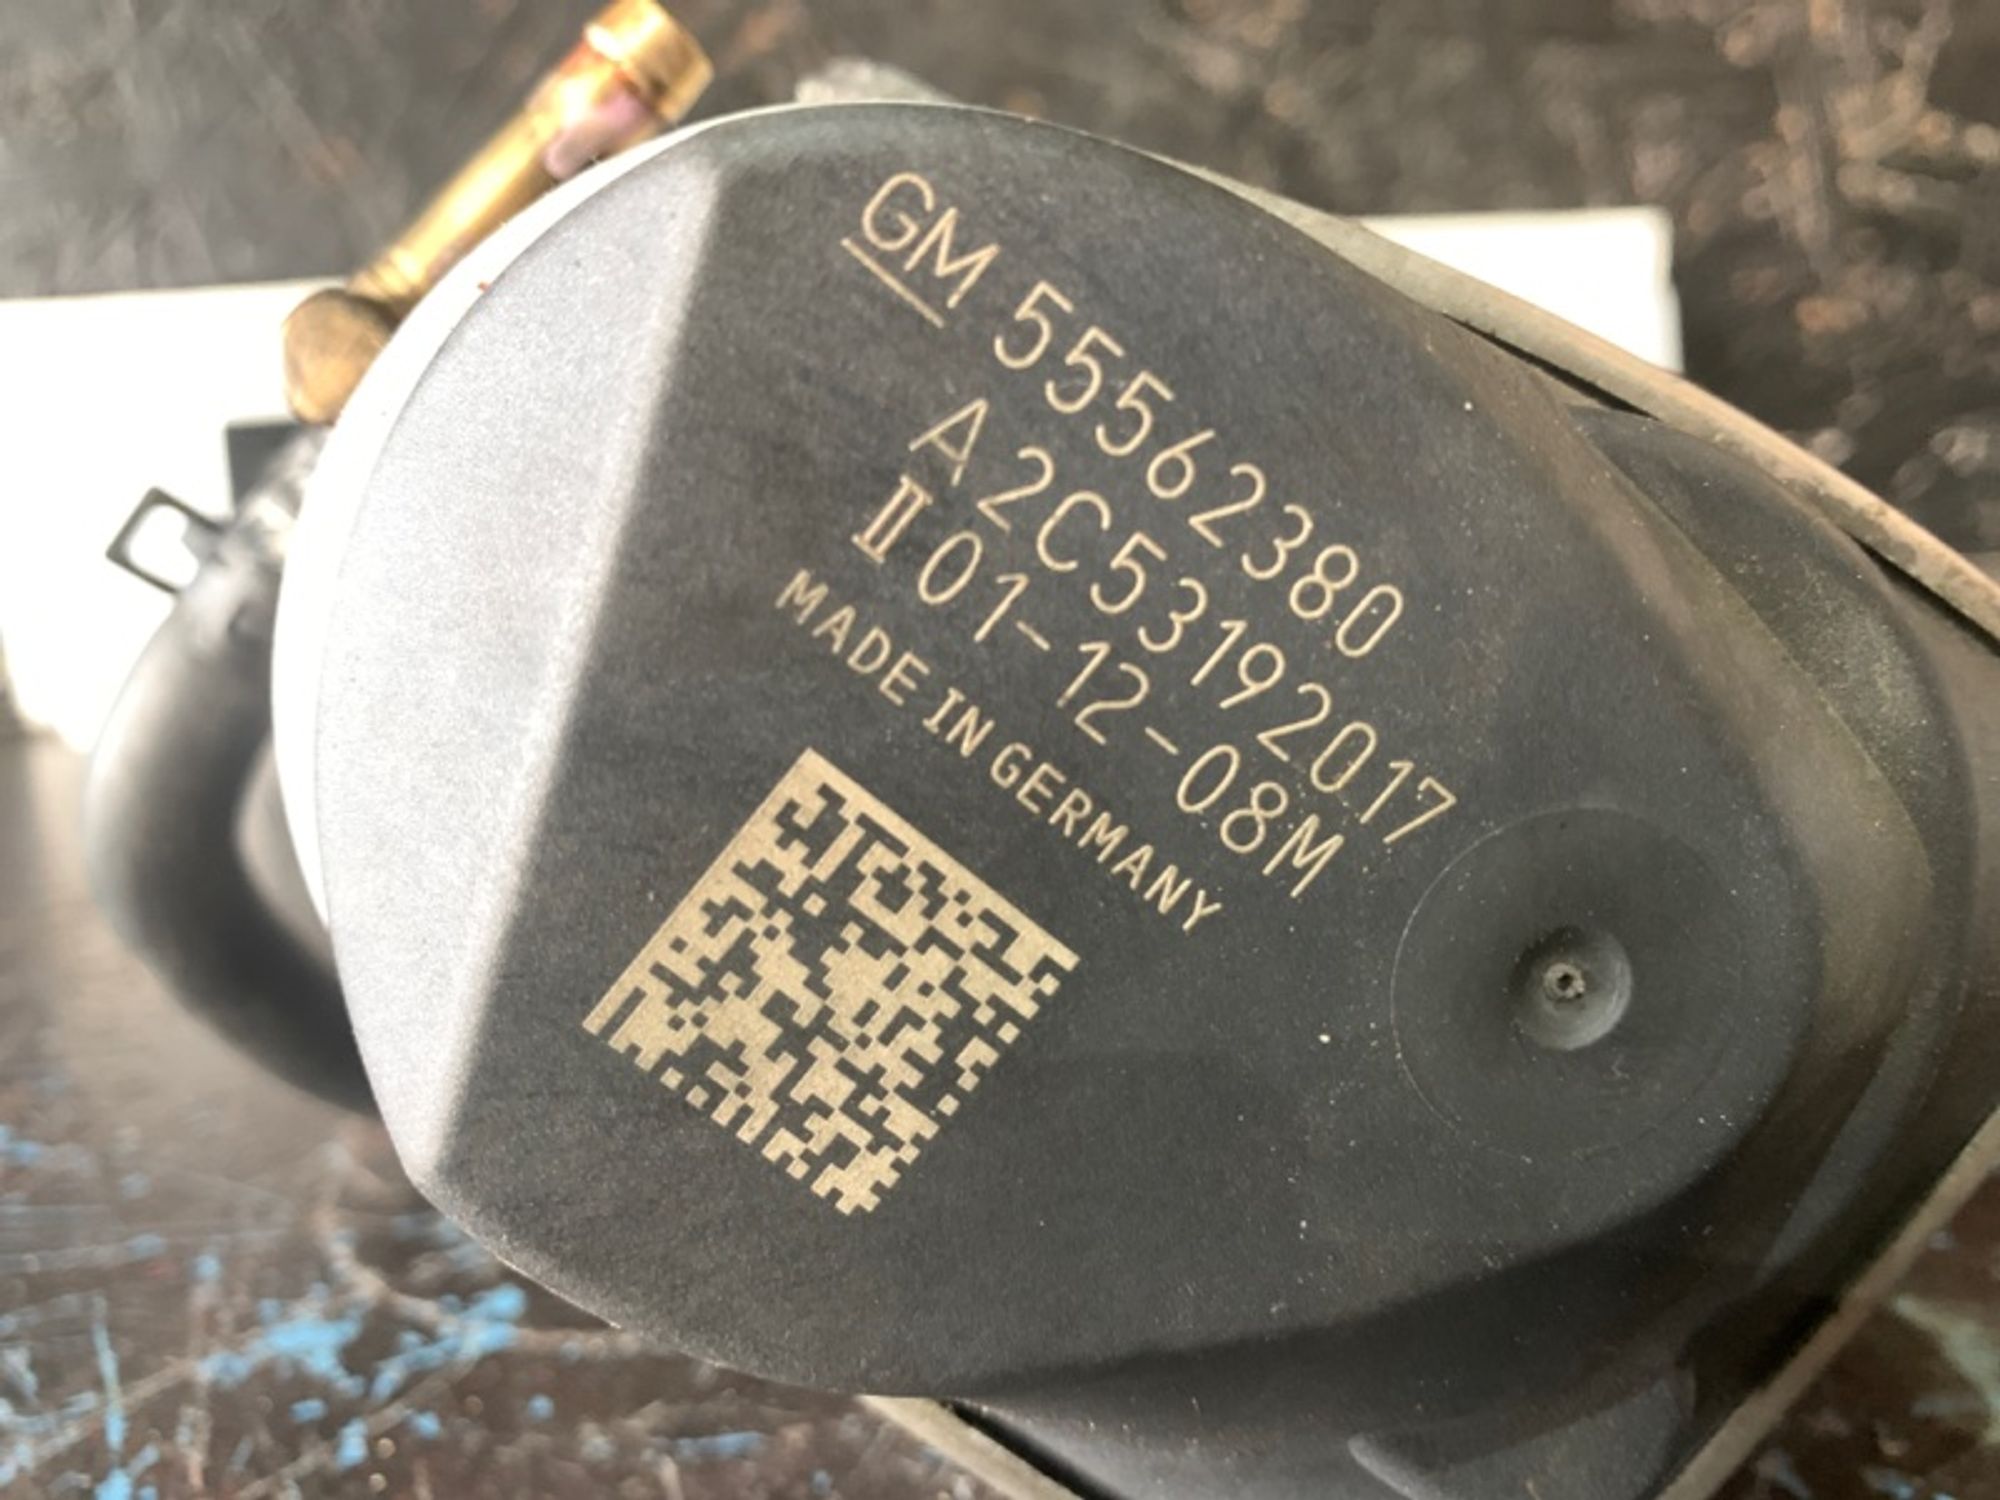 GM 55562380
A2C53192017
II 01-12-08M
MADE IN GERMANY